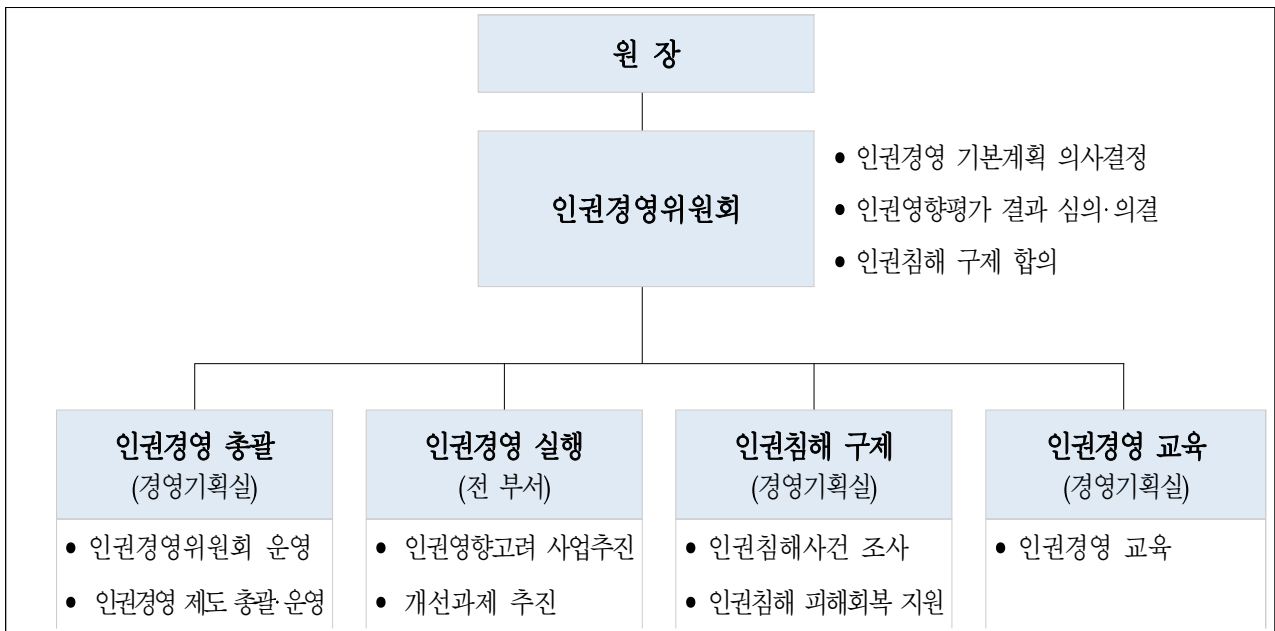 원 장
인권경영위원회
• 인권경영 기본계획 의사결정
• 인권영향평가 결과 심의·의결
• 인권침해 구제 합의
인권경영 총괄
(경영기획실)
• 인권경영위원회 운영
• 인권경영 제도 총괄·운영
인권경영 실행
(전 부서)
• 인권영향고려 사업추진
• 개선과제 추진
인권침해 구제
(경영기획실)
• 인권침해사건 조사
• 인권침해 피해회복 지원
인권경영 교육
(경영기획실)
• 인권경영 교육